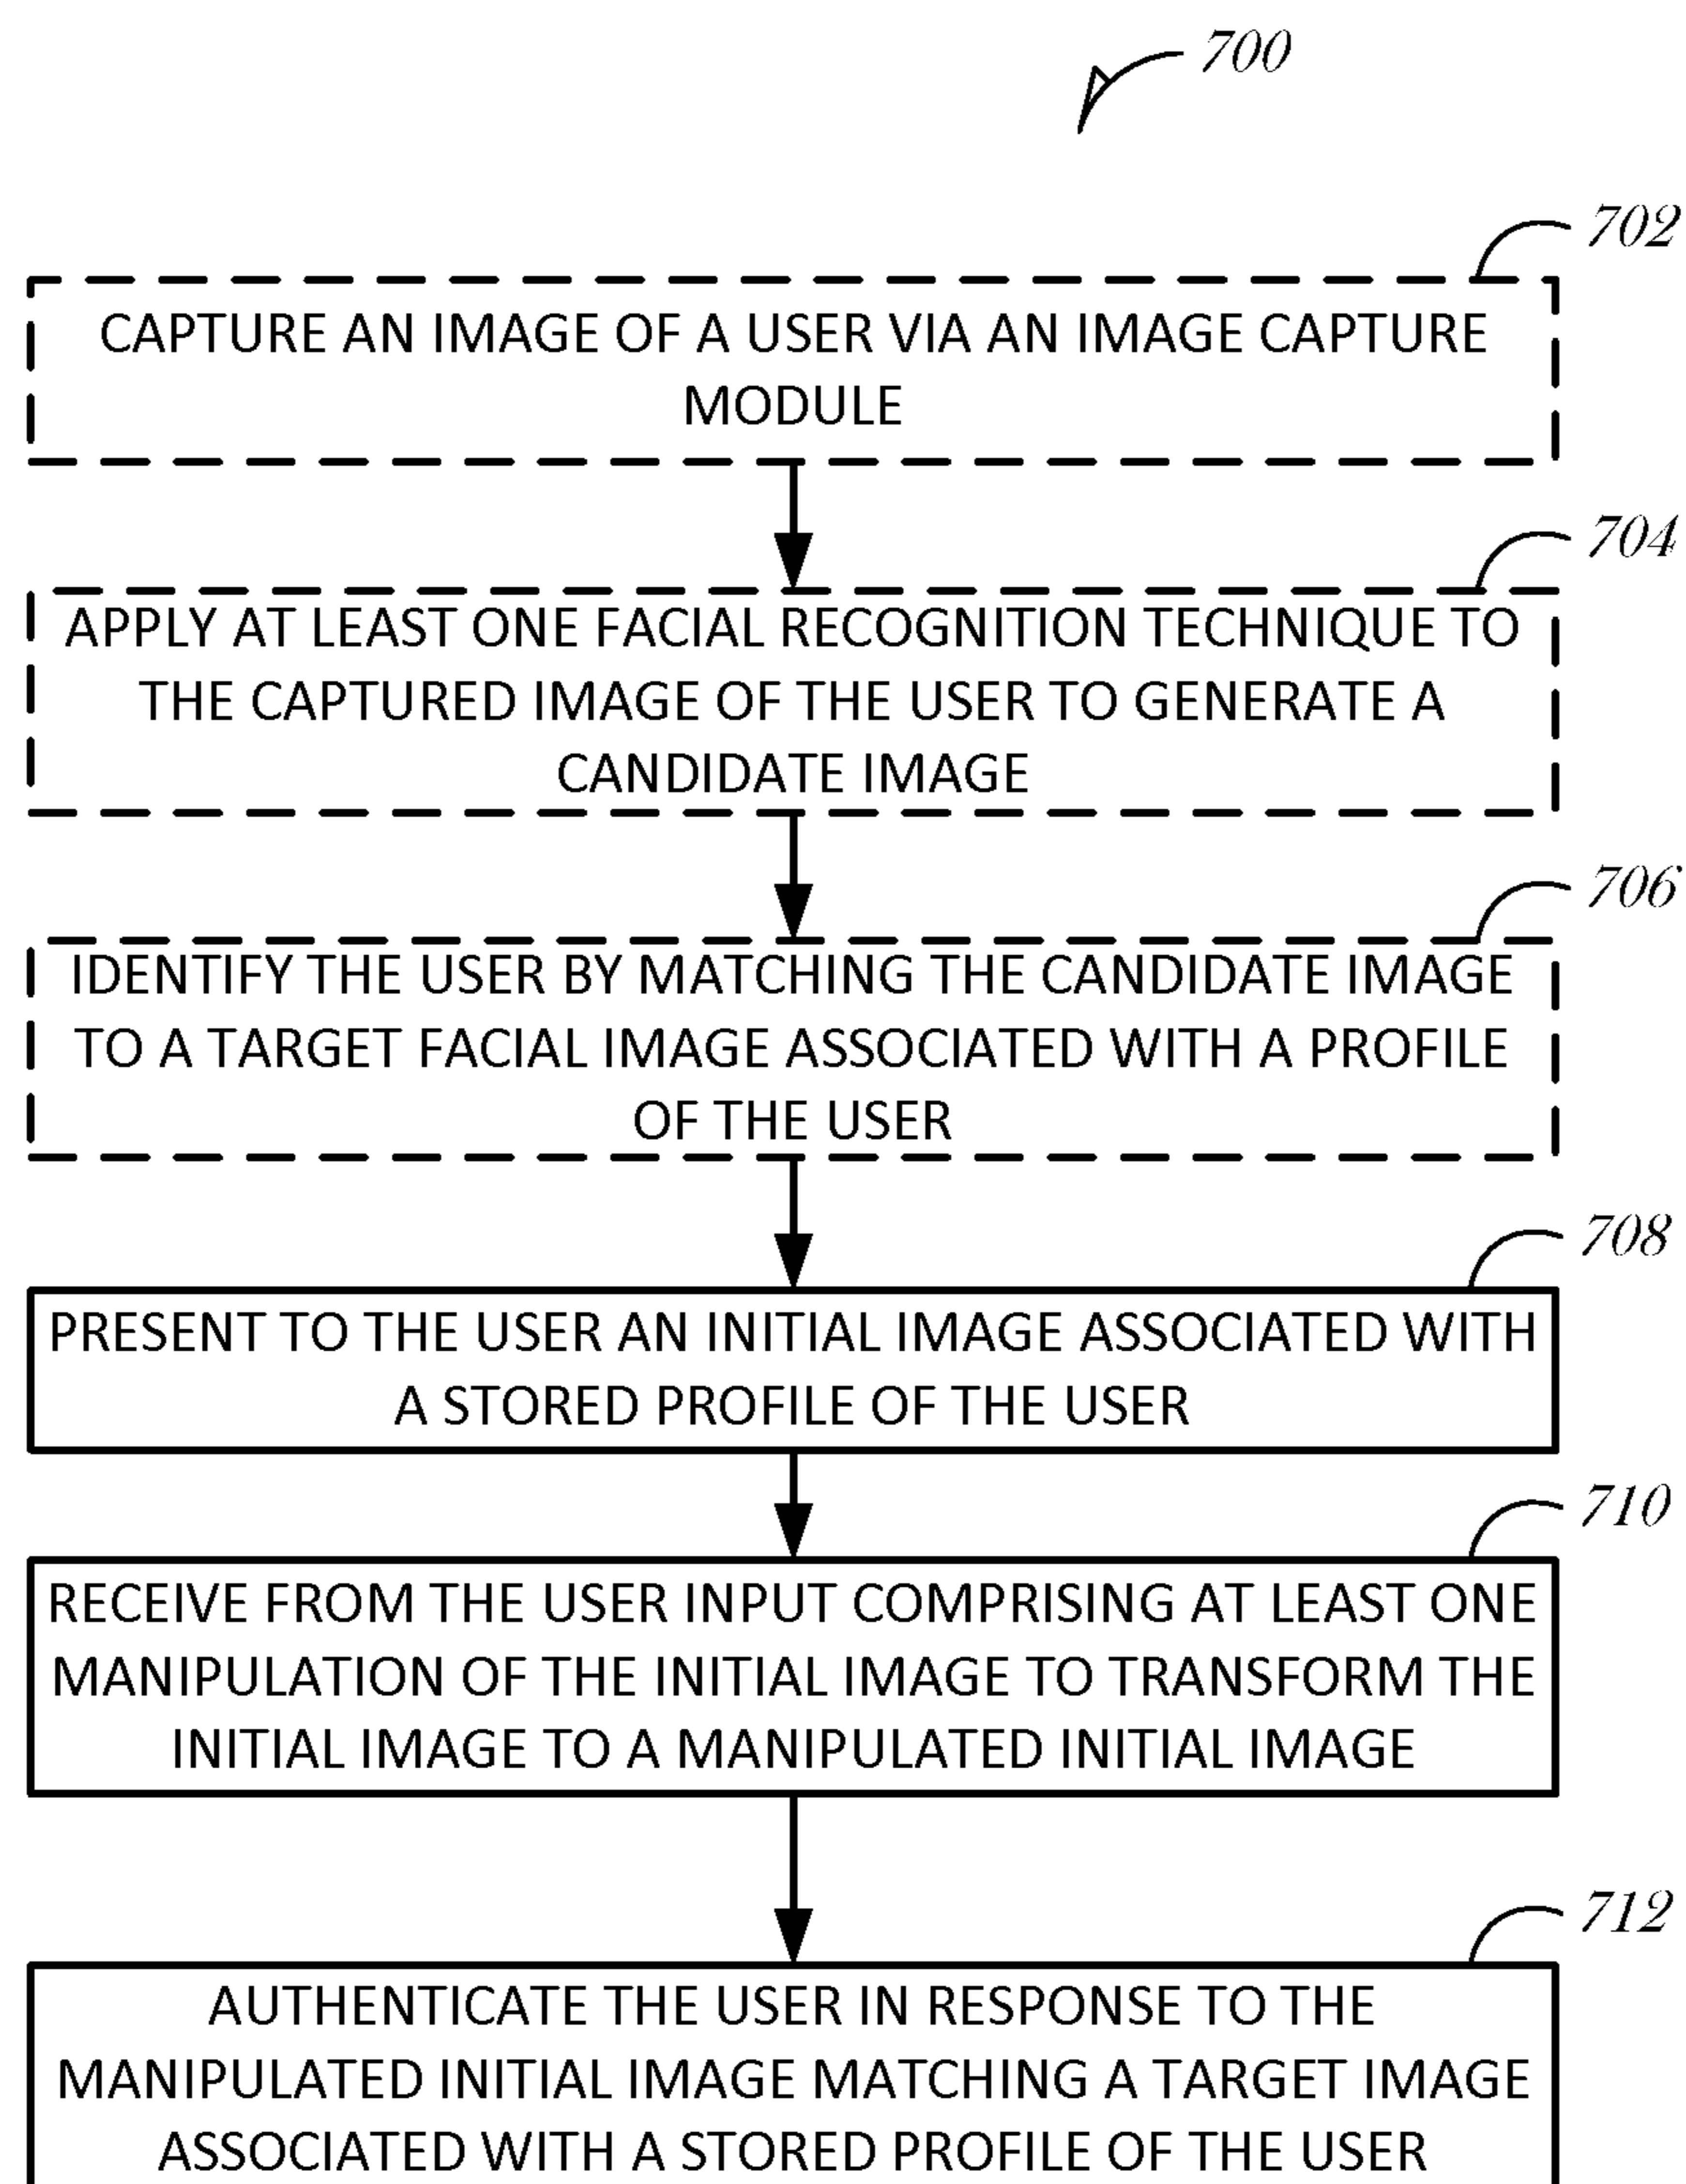 700
702
CAPTURE AN IMAGE OF A USER VIA AN IMAGE CAPTURE
MODULE
704
APPLY AT LEAST ONE FACIAL RECOGNITION TECHNIQUE TO
THE CAPTURED IMAGE OF THE USER TO GENERATE A
CANDIDATE IMAGE
706
IDENTIFY THE USER BY MATCHING THE CANDIDATE IMAGE
TO A TARGET FACIAL IMAGE ASSOCIATED WITH A PROFILE
OF THE USER
708
PRESENT TO THE USER AN INITIAL IMAGE ASSOCIATED WITH
A STORED PROFILE OF THE USER
710
RECEIVE FROM THE USER INPUT COMPRISING AT LEAST ONE
MANIPULATION OF THE INITIAL IMAGE TO TRANSFORM THE
INITIAL IMAGE TO A MANIPULATED INITIAL IMAGE
712
AUTHENTICATE THE USER IN RESPONSE TO THE
MANIPULATED INITIAL IMAGE MATCHING A TARGET IMAGE
ASSOCIATED WITH A STORED PROFILE OF THE USER